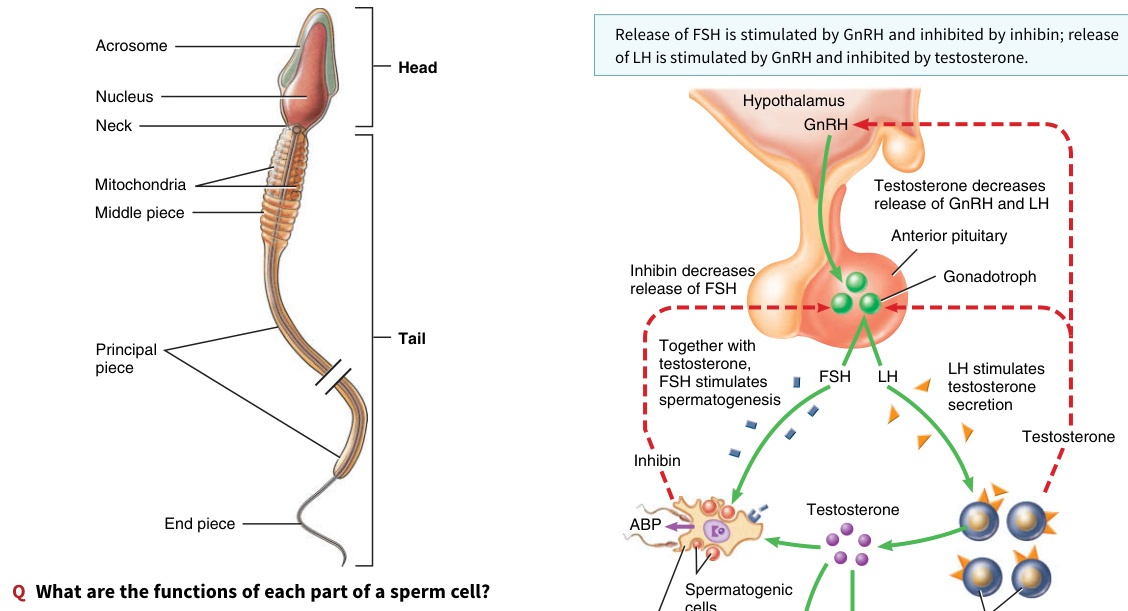 Acrosome
Head
Nucleus
Neck
Mitochondria
Middle piece
Tail
Principal
piece
End piece
Q What are the functions of each part of a sperm cell?
Release of FSH is stimulated by GnRH and inhibited by inhibin; release
of LH is stimulated by GnRH and inhibited by testosterone.
Hypothalamus
GnRH
Testosterone decreases
release of GnRH and LH
Anterior pituitary
Gonadotroph
Inhibin decreases
release of FSH
Together with
testosterone,
FSH stimulates
spermatogenesis
FSH
LH
LH stimulates
testosterone
secretion
Testosterone
Inhibin
ABP
Testosterone
Spermatogenic
cells